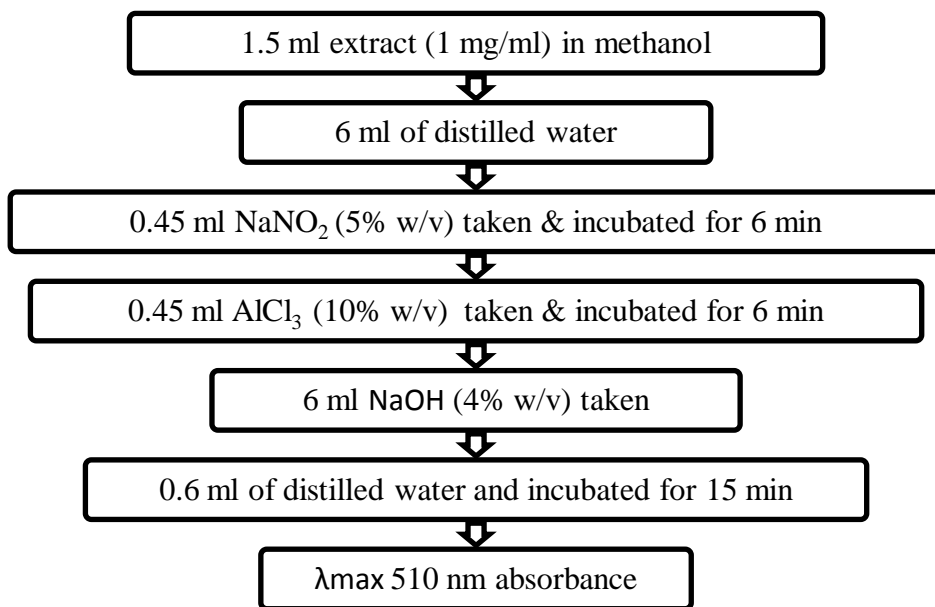 1.5 ml extract (1 mg/ml) in methanol
6 ml of distilled water
0.45 ml NaNO₂ (5% w/v) taken & incubated for 6 min
0.45 ml AlCl₃ (10% w/v) taken & incubated for 6 min
6 ml NaOH (4% w/v) taken
0.6 ml of distilled water and incubated for 15 min
λmax 510 nm absorbance